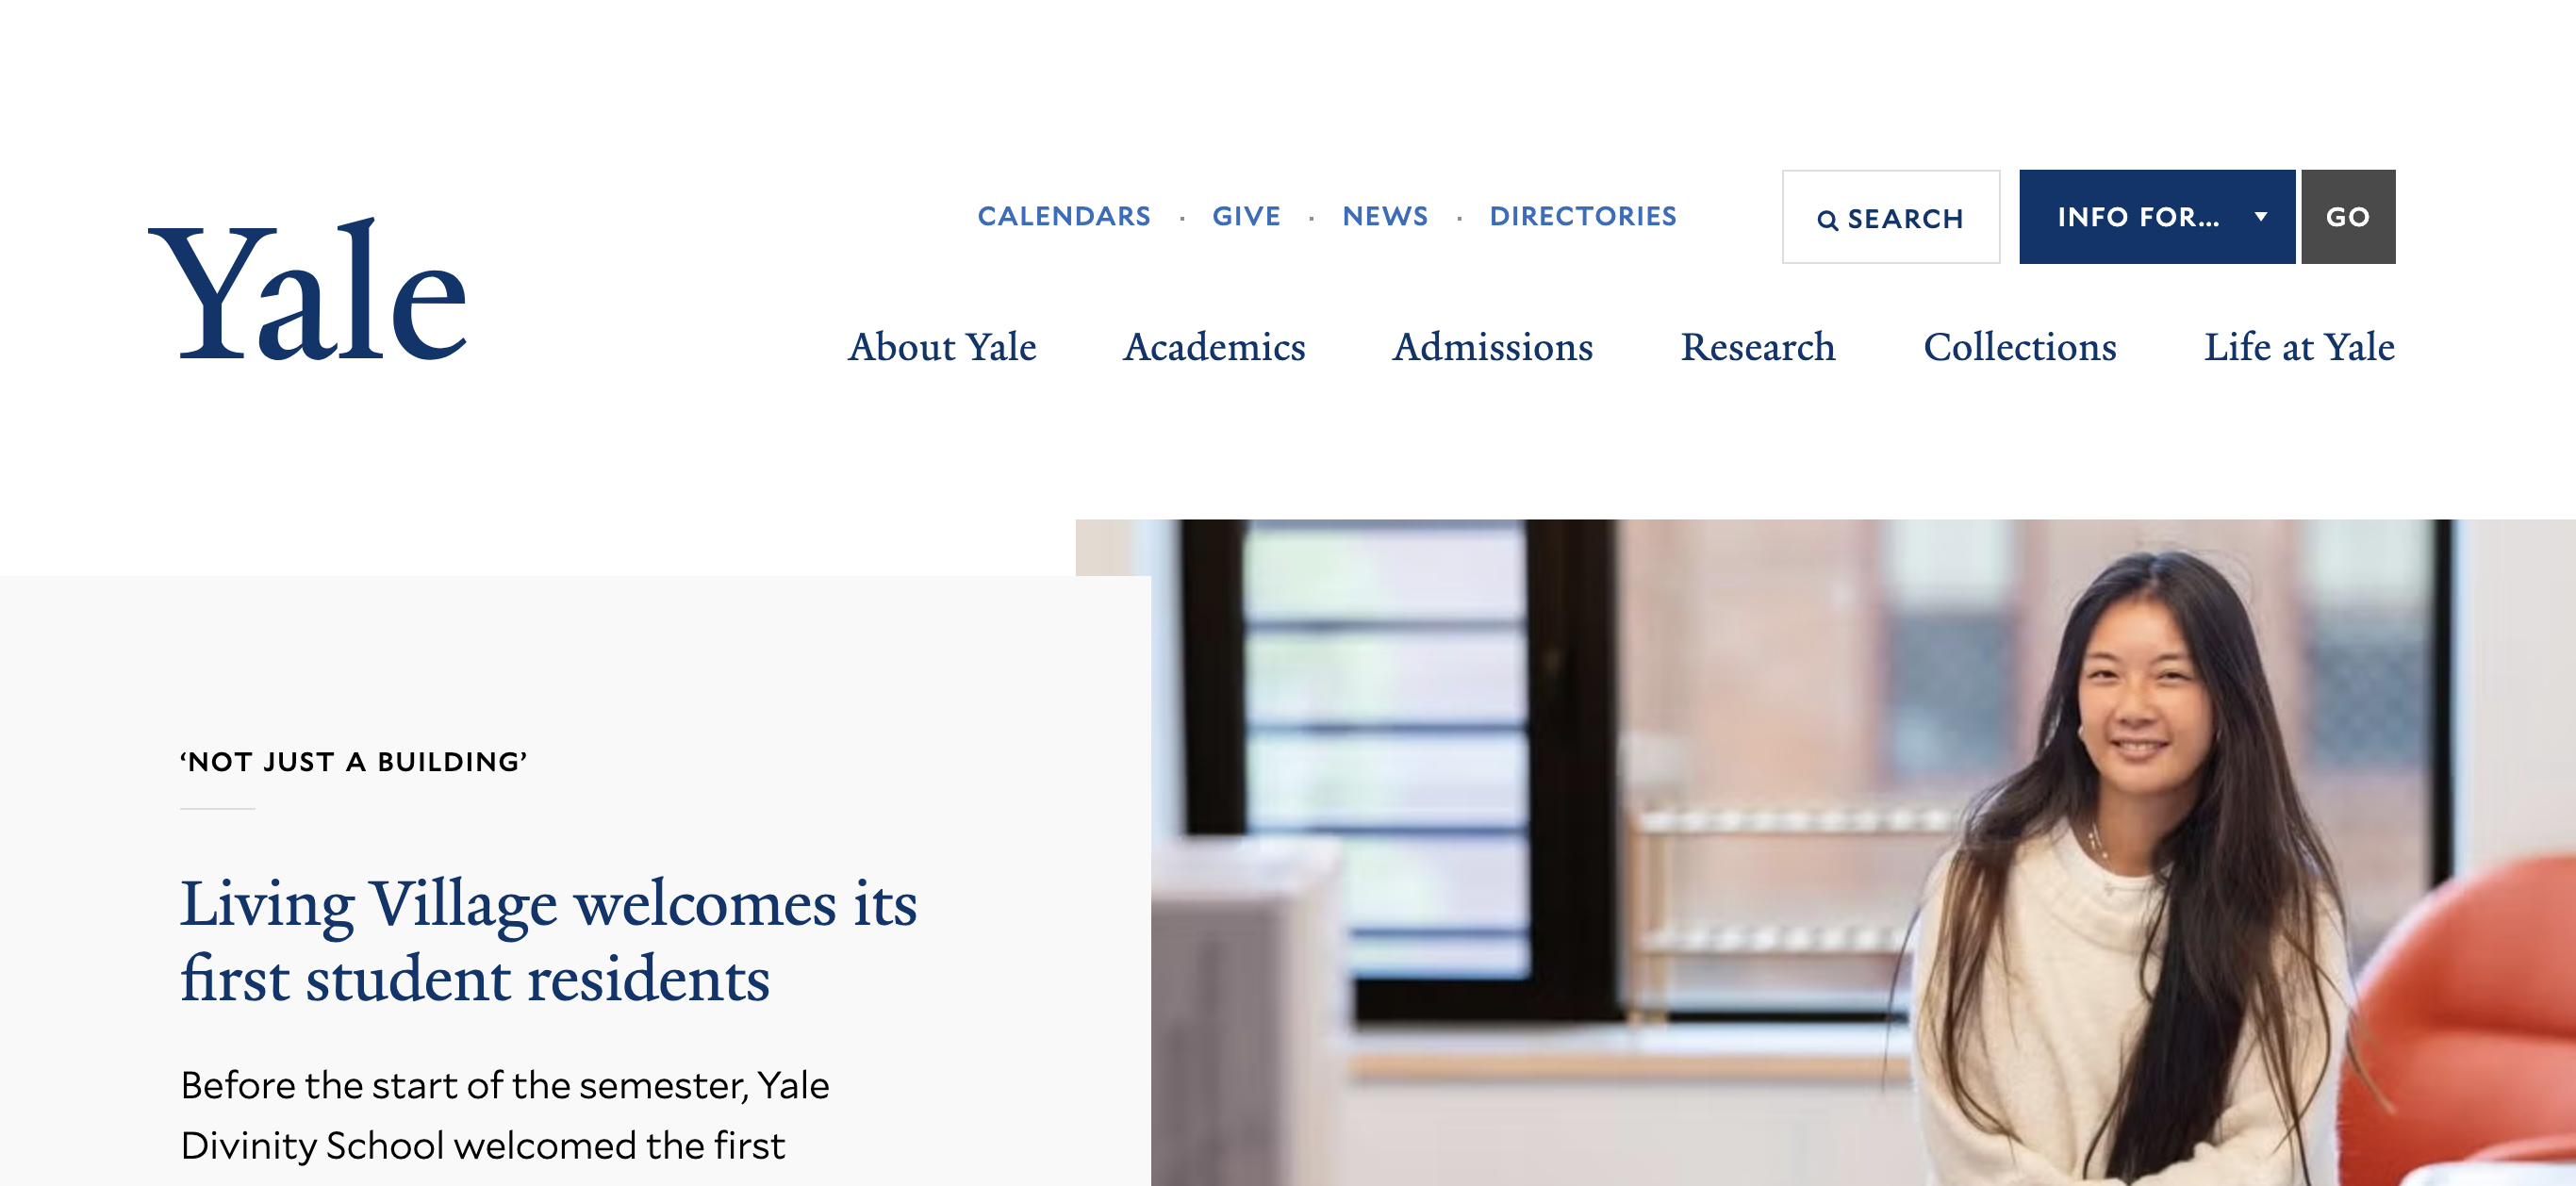 Yale
CALENDARS · GIVE · NEWS · DIRECTORIES
SEARCH
INFO FOR...
GO
About Yale
Academics
Admissions
Research
Collections
Life at Yale
‘NOT JUST A BUILDING’
Living Village welcomes its
first student residents
Before the start of the semester, Yale
Divinity School welcomed the first